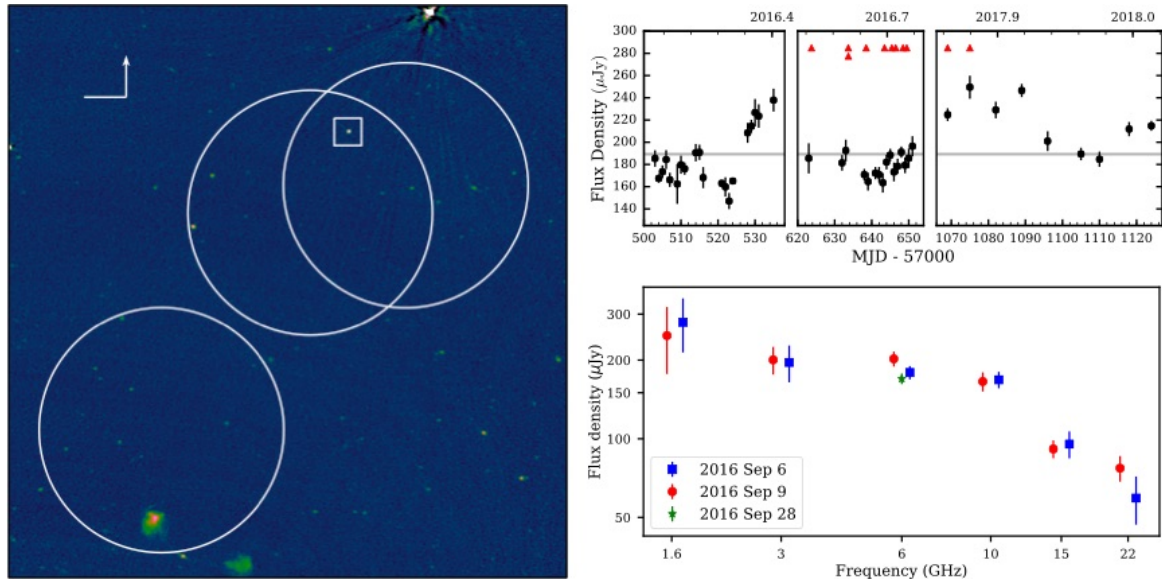 2016.4 2016.7 2017.9 2018.0
300
280
260
240
220
200
180
160
140
Flux Density (μJy)
500 510 520 530 620 630 640 650 1070 1080 1090 1100 1110 1120
MJD - 57000
300
200
150
100
50
Flux density (μJy)
2016 Sep 6
2016 Sep 9
2016 Sep 28
1.6 3 6 10 15 22
Frequency (GHz)